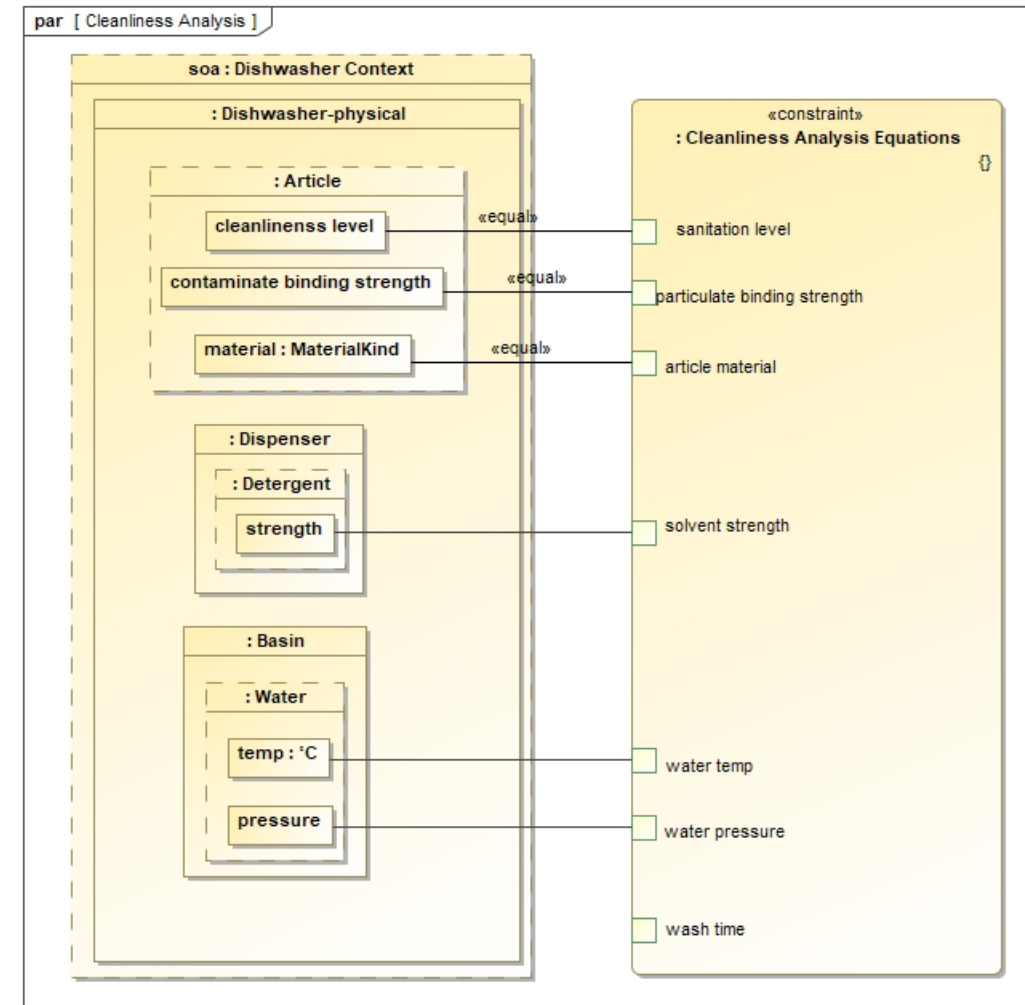 par [ Cleanliness Analysis ]
soa : Dishwasher Context
: Dishwasher-physical
«constraint»
: Cleanliness Analysis Equations
{}
: Article
cleanlinenss level
«equal»
sanitation level
contaminate binding strength
«equal»
particulate binding strength
material : MaterialKind
«equal»
article material
: Dispenser
: Detergent
strength
solvent strength
: Basin
: Water
temp : °C
water temp
pressure
water pressure
wash time